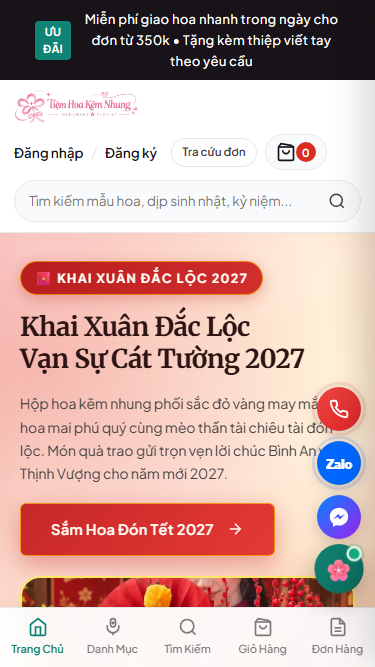 ƯU
ĐÃI
Miễn phí giao hoa nhanh trong ngày cho
đơn từ 350k • Tặng kèm thiệp viết tay
theo yêu cầu
Tiệm Hoa Kẽm Nhung
Đăng nhập / Đăng ký
Tra cứu đơn
0
Tìm kiếm mẫu hoa, dịp sinh nhật, kỷ niệm...
KHAI XUÂN ĐẮC LỘC 2027
Khai Xuân Đắc Lộc
Vạn Sự Cát Tường 2027
Hộp hoa kẽm nhung phối sắc đỏ vàng may mắn,
hoa mai phú quý cùng mèo thần tài chiêu tài đón
lộc. Món quà trao gửi trọn vẹn lời chúc Bình An
Thịnh Vượng cho năm mới 2027.
Sắm Hoa Đón Tết 2027 →
Zalo
Trang Chủ
Danh Mục
Tìm Kiếm
Giỏ Hàng
Đơn Hàng